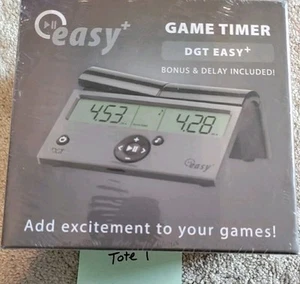 easy+
GAME TIMER
DGT EASY+
BONUS & DELAY INCLUDED!
4.53
4.28
easy
Add excitement to your games!
Tote 1